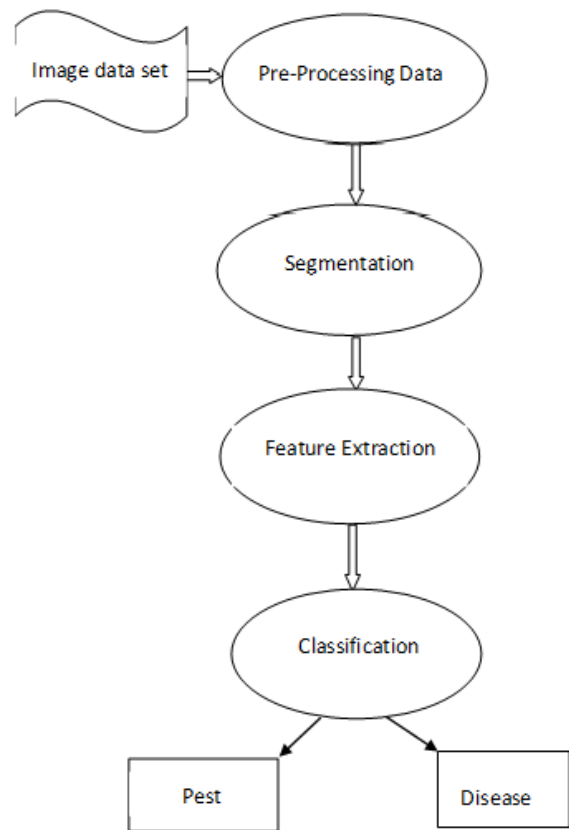 Image data set
Pre-Processing Data
Segmentation
Feature Extraction
Classification
Pest
Disease